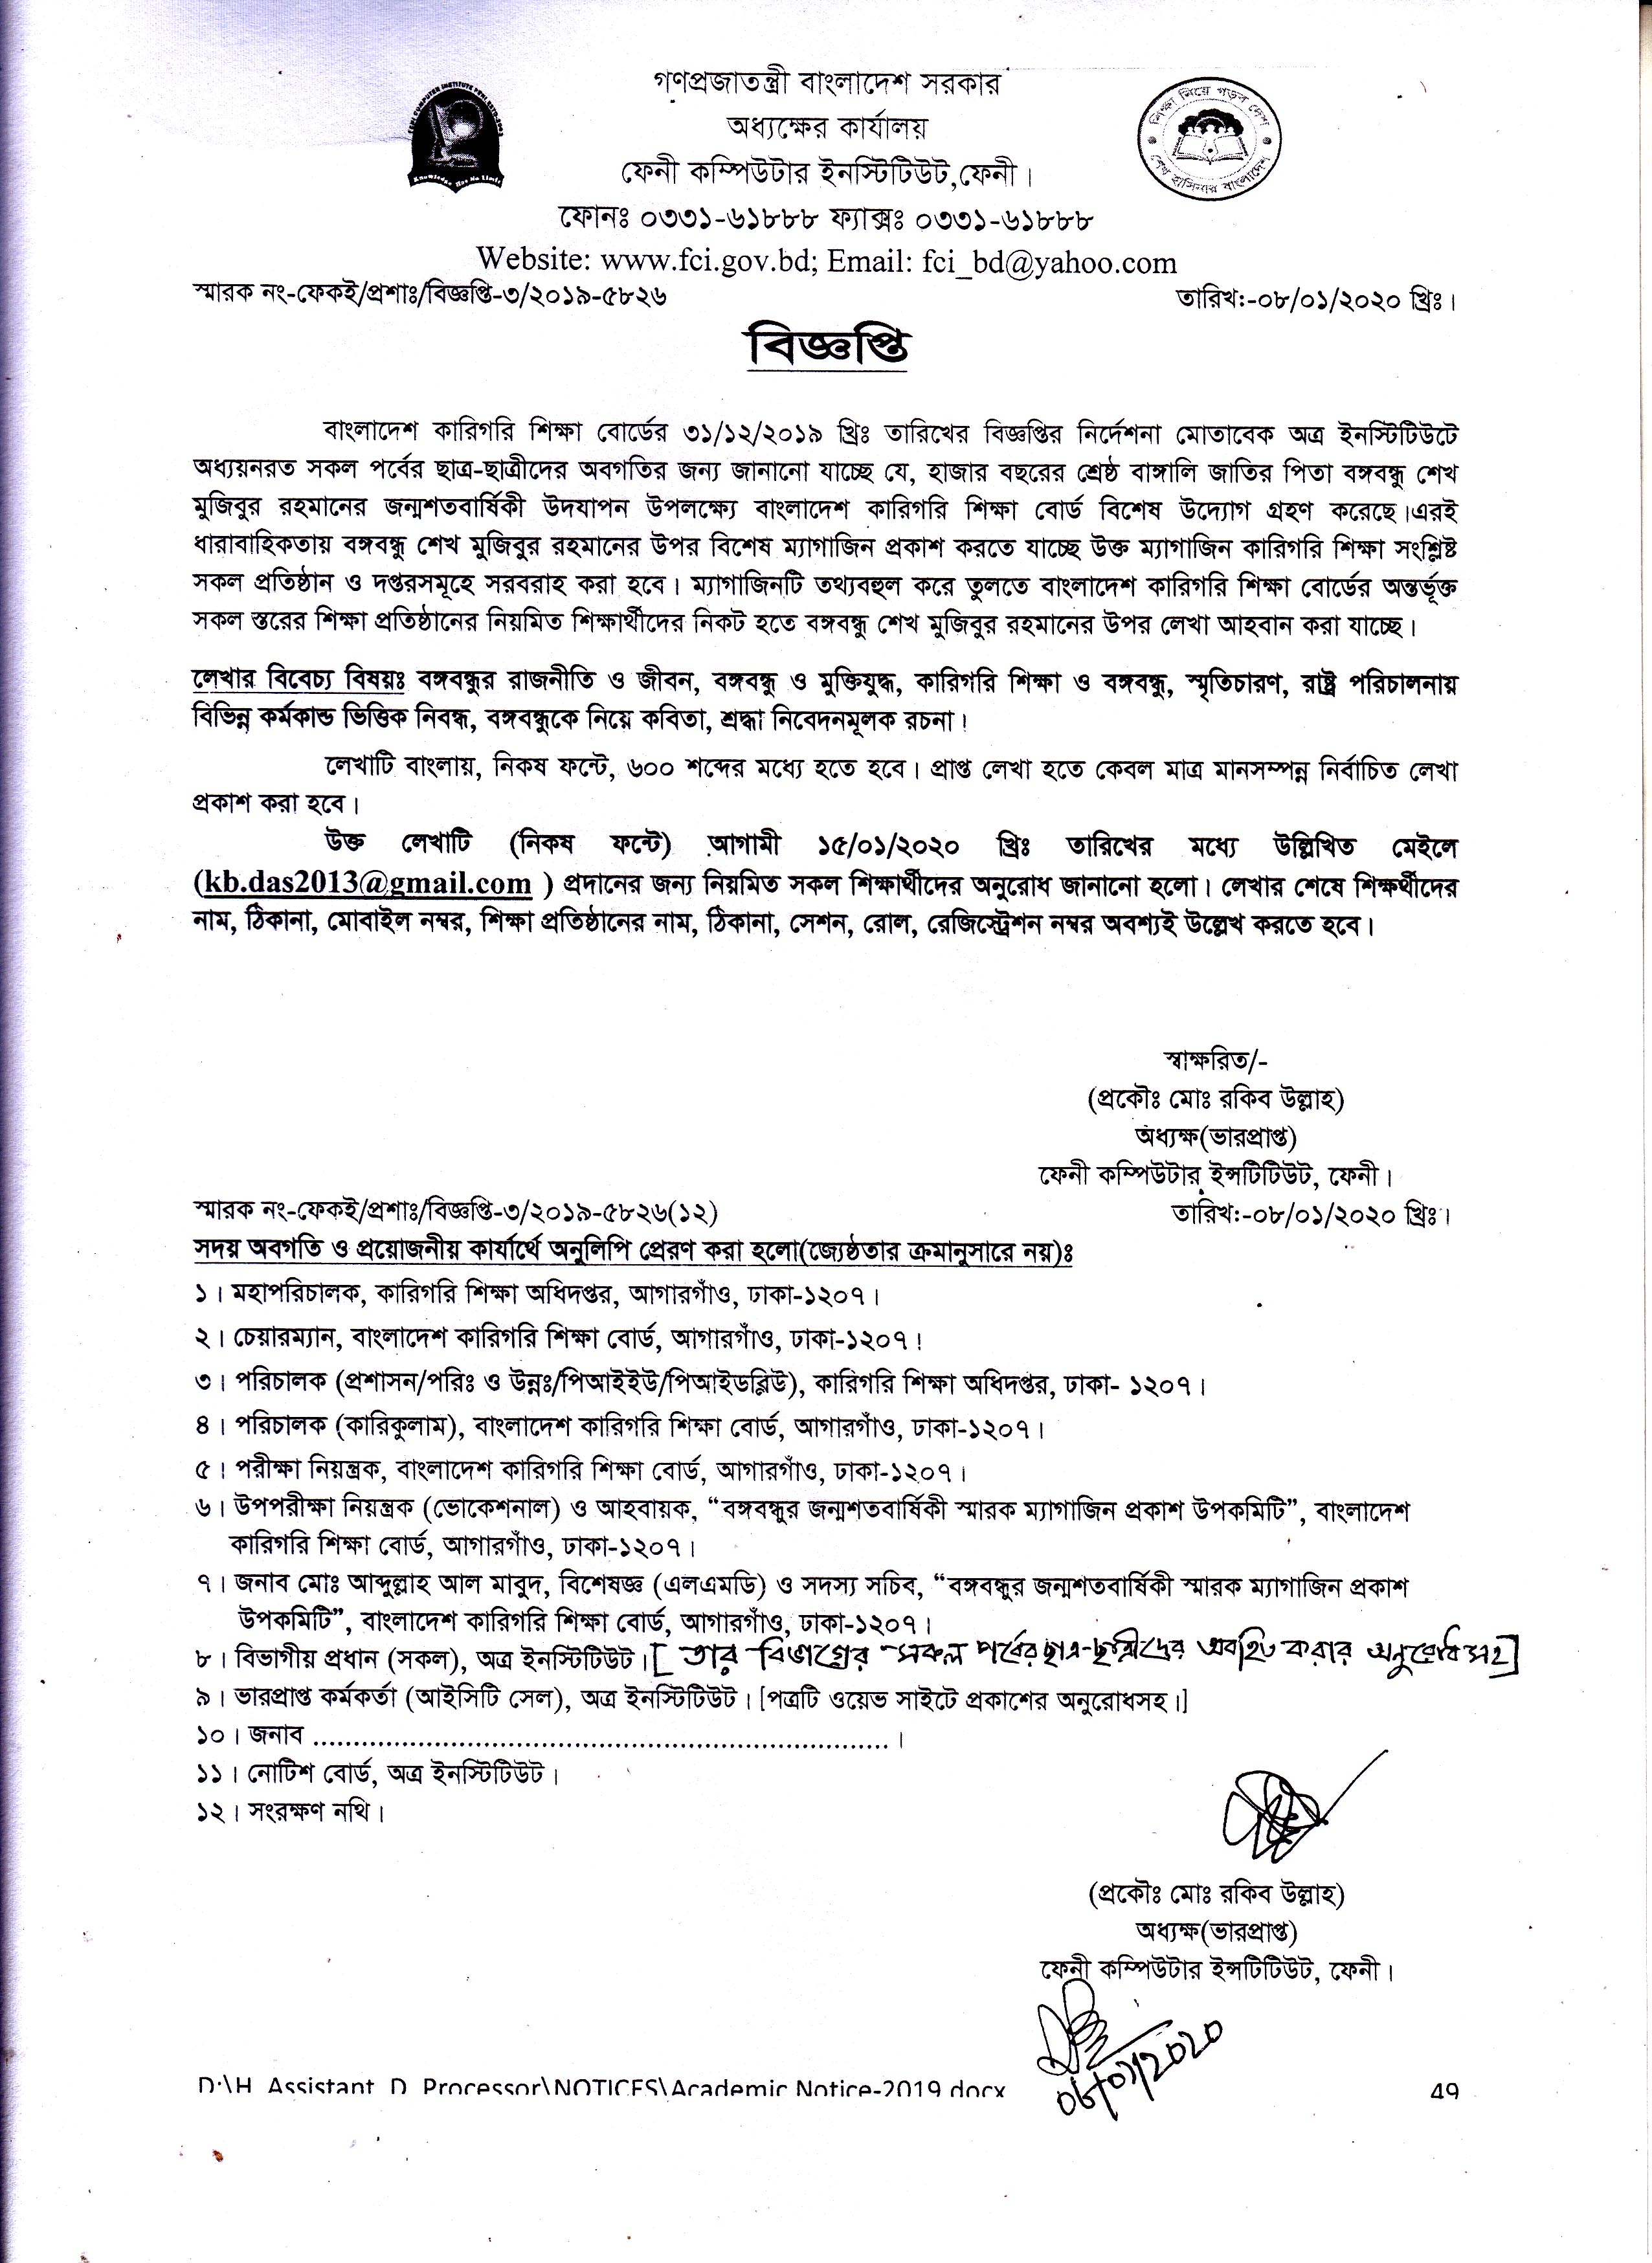 গণপ্রজাতন্ত্রী বাংলাদেশ সরকার
অধ্যক্ষের কার্যালয়
ফেনী কম্পিউটার ইনস্টিটিউট,ফেনী।
ফোনঃ ০৩৩১-৬১৮৮৮ ফ্যাক্সঃ ০৩৩১-৬১৮৮৮
Website: www.fci.gov.bd; Email: fci_bd@yahoo.com
শিক্ষা নিয়ে গড়ব দেশ
শেখ হাসিনার বাংলাদেশ
Knowledge Has No Limit
স্মারক নং-ফেকই/প্রশাঃ/বিজ্ঞপ্তি-৩/২০১৯-৫৮২৬ তারিখঃ-০৮/০১/২০২০ খ্রিঃ।
বিজ্ঞপ্তি
বাংলাদেশ কারিগরি শিক্ষা বোর্ডের ৩১/১২/২০১৯ খ্রিঃ তারিখের বিজ্ঞপ্তির নির্দেশনা মোতাবেক অত্র ইনস্টিটিউটে
অধ্যয়নরত সকল পর্বের ছাত্র-ছাত্রীদের অবগতির জন্য জানানো যাচ্ছে যে, হাজার বছরের শ্রেষ্ঠ বাঙ্গালি জাতির পিতা বঙ্গবন্ধু শেখ
মুজিবুর রহমানের জন্মশতবার্ষিকী উদযাপন উপলক্ষ্যে বাংলাদেশ কারিগরি শিক্ষা বোর্ড বিশেষ উদ্যোগ গ্রহণ করেছে।এরই
ধারাবাহিকতায় বঙ্গবন্ধু শেখ মুজিবুর রহমানের উপর বিশেষ ম্যাগাজিন প্রকাশ করতে যাচ্ছে উক্ত ম্যাগাজিন কারিগরি শিক্ষা সংশ্লিষ্ট
সকল প্রতিষ্ঠান ও দপ্তরসমূহে সরবরাহ করা হবে। ম্যাগাজিনটি তথ্যবহুল করে তুলতে বাংলাদেশ কারিগরি শিক্ষা বোর্ডের অন্তর্ভূক্ত
সকল স্তরের শিক্ষা প্রতিষ্ঠানের নিয়মিত শিক্ষার্থীদের নিকট হতে বঙ্গবন্ধু শেখ মুজিবুর রহমানের উপর লেখা আহবান করা যাচ্ছে।
লেখার বিবেচ্য বিষয়ঃ বঙ্গবন্ধুর রাজনীতি ও জীবন, বঙ্গবন্ধু ও মুক্তিযুদ্ধ, কারিগরি শিক্ষা ও বঙ্গবন্ধু, স্মৃতিচারণ, রাষ্ট্র পরিচালনায়
বিভিন্ন কর্মকান্ড ভিত্তিক নিবন্ধ, বঙ্গবন্ধুকে নিয়ে কবিতা, শ্রদ্ধা নিবেদনমূলক রচনা।
লেখাটি বাংলায়, নিকষ ফন্টে, ৬০০ শব্দের মধ্যে হতে হবে। প্রাপ্ত লেখা হতে কেবল মাত্র মানসম্পন্ন নির্বাচিত লেখা
প্রকাশ করা হবে।
উক্ত লেখাটি (নিকষ ফন্টে) আগামী ১৫/০১/২০২০ খ্রিঃ তারিখের মধ্যে উল্লিখিত মেইলে
(kb.das2013@gmail.com ) প্রদানের জন্য নিয়মিত সকল শিক্ষার্থীদের অনুরোধ জানানো হলো। লেখার শেষে শিক্ষর্থীদের
নাম, ঠিকানা, মোবাইল নম্বর, শিক্ষা প্রতিষ্ঠানের নাম, ঠিকানা, সেশন, রোল, রেজিস্ট্রেশন নম্বর অবশ্যই উল্লেখ করতে হবে।
স্বাক্ষরিত/-
(প্রকৌঃ মোঃ রকিব উল্লাহ)
অধ্যক্ষ(ভারপ্রাপ্ত)
ফেনী কম্পিউটার ইন্সটিটিউট, ফেনী।
স্মারক নং-ফেকই/প্রশাঃ/বিজ্ঞপ্তি-৩/২০১৯-৫৮২৬(১২) তারিখঃ-০৮/০১/২০২০ খ্রিঃ।
সদয় অবগতি ও প্রয়োজনীয় কার্যার্থে অনুলিপি প্রেরণ করা হলো(জ্যেষ্ঠতার ক্রমানুসারে নয়)ঃ
১। মহাপরিচালক, কারিগরি শিক্ষা অধিদপ্তর, আগারগাঁও, ঢাকা-১২০৭।
২। চেয়ারম্যান, বাংলাদেশ কারিগরি শিক্ষা বোর্ড, আগারগাঁও, ঢাকা-১২০৭।
৩। পরিচালক (প্রশাসন/পরিঃ ও উন্নঃ/পিআইইউ/পিআইডব্লিউ), কারিগরি শিক্ষা অধিদপ্তর, ঢাকা- ১২০৭।
৪। পরিচালক (কারিকুলাম), বাংলাদেশ কারিগরি শিক্ষা বোর্ড, আগারগাঁও, ঢাকা-১২০৭।
৫। পরীক্ষা নিয়ন্ত্রক, বাংলাদেশ কারিগরি শিক্ষা বোর্ড, আগারগাঁও, ঢাকা-১২০৭।
৬। উপপরীক্ষা নিয়ন্ত্রক (ভোকেশনাল) ও আহবায়ক, “বঙ্গবন্ধুর জন্মশতবার্ষিকী স্মারক ম্যাগাজিন প্রকাশ উপকমিটি”, বাংলাদেশ
কারিগরি শিক্ষা বোর্ড, আগারগাঁও, ঢাকা-১২০৭।
৭। জনাব মোঃ আব্দুল্লাহ আল মাবুদ, বিশেষজ্ঞ (এলএমডি) ও সদস্য সচিব, “বঙ্গবন্ধুর জন্মশতবার্ষিকী স্মারক ম্যাগাজিন প্রকাশ
উপকমিটি”, বাংলাদেশ কারিগরি শিক্ষা বোর্ড, আগারগাঁও, ঢাকা-১২০৭।
৮। বিভাগীয় প্রধান (সকল), অত্র ইনস্টিটিউট। [ তার বিভাগের সকল পর্বের ছাত্র-ছাত্রীদের অবহিত করার অনুরোধ সহ ]
৯। ভারপ্রাপ্ত কর্মকর্তা (আইসিটি সেল), অত্র ইনস্টিটিউট। [পত্রটি ওয়েভ সাইটে প্রকাশের অনুরোধসহ।]
১০। জনাব ........................................................................।
১১। নোটিশ বোর্ড, অত্র ইনস্টিটিউট।
১২। সংরক্ষণ নথি।
(প্রকৌঃ মোঃ রকিব উল্লাহ)
অধ্যক্ষ(ভারপ্রাপ্ত)
ফেনী কম্পিউটার ইন্সটিটিউট, ফেনী।
০৮/০১/২০২০
D:\H_Assistant_D_Processor\NOTICES\Academic Notice-2019.docx 49